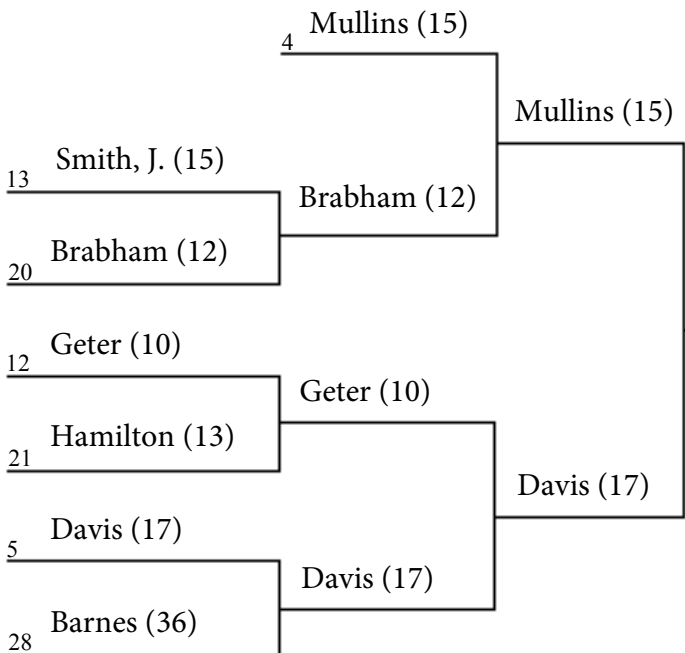 Mullins (15)
4
Mullins (15)
Smith, J. (15)
13
Brabham (12)
Brabham (12)
20
Geter (10)
12
Geter (10)
Hamilton (13)
21
Davis (17)
Davis (17)
5
Davis (17)
Barnes (36)
28